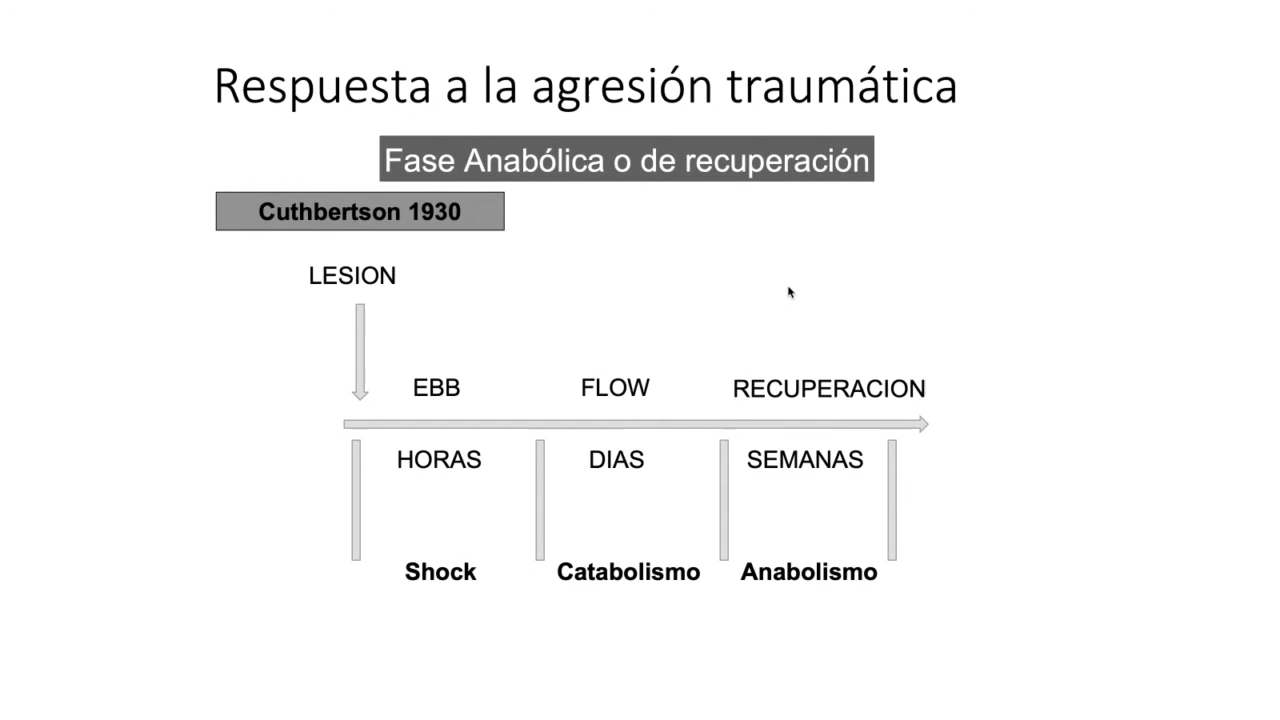 Respuesta a la agresión traumática
Fase Anabólica o de recuperación
Cuthbertson 1930
LESION
EBB FLOW RECUPERACION
HORAS DIAS SEMANAS
Shock Catabolismo Anabolismo